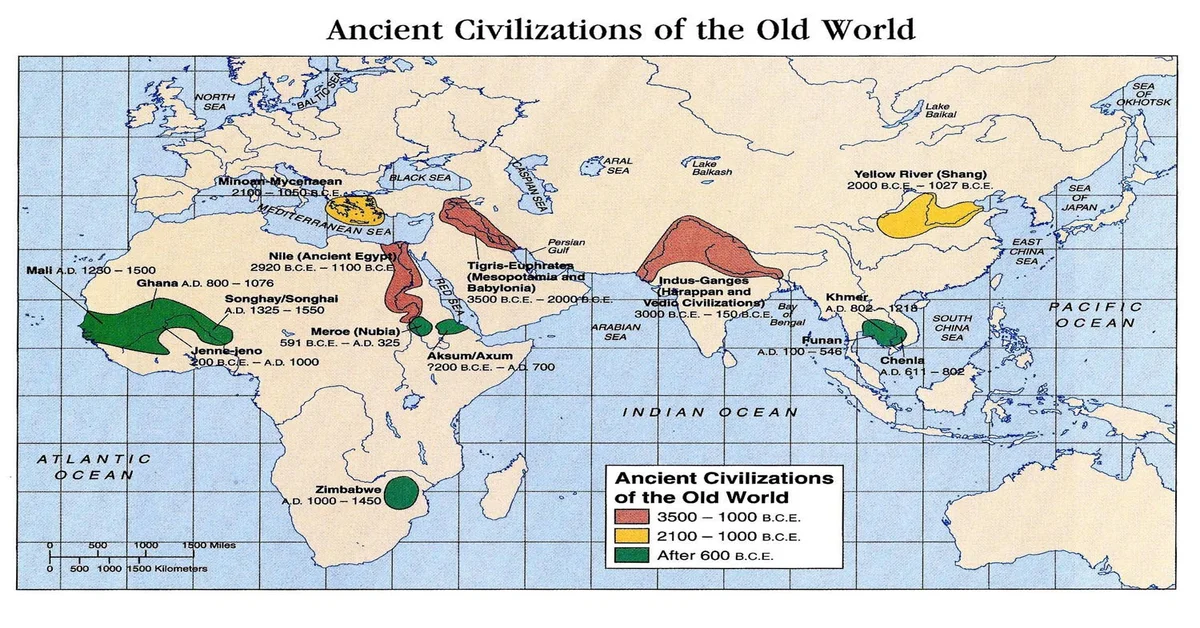 Ancient Civilizations of the Old World
NORTH
SEA
BALTIC SEA
SEA
OF
OKHOTSK
Lake
Baikal
ARAL
SEA
Lake
Balkash
CASPIAN SEA
BLACK SEA
Minoan-Mycenaean
2100 – 1050 B.C.E.
MEDITERRANEAN SEA
Yellow River (Shang)
2000 B.C.E. – 1027 B.C.E.
SEA
OF
JAPAN
EAST
CHINA
SEA
Persian
Gulf
Nile (Ancient Egypt)
2920 B.C.E. – 1100 B.C.E.
Tigris-Euphrates
(Mesopotamia and
Babylonia)
3500 B.C.E. – 2000 B.C.E.
Mali A.D. 1230 – 1500
Ghana A.D. 800 – 1076
Songhay/Songhai
A.D. 1325 – 1550
RED SEA
Indus-Ganges
(Harappan and
Vedic Civilizations)
3000 B.C.E. – 150 B.C.E.
Bay
of
Bengal
Khmer
A.D. 802 – 1218
PACIFIC
OCEAN
SOUTH
CHINA
SEA
ARABIAN
SEA
Meroe (Nubia)
591 B.C.E. – A.D. 325
Jenne-jeno
200 B.C.E. – A.D. 1000
Aksum/Axum
?200 B.C.E. – A.D. 700
Funan
A.D. 100 – 546
Chenla
A.D. 611 – 802
INDIAN OCEAN
ATLANTIC
OCEAN
Zimbabwe
A.D. 1000 – 1450
Ancient Civilizations
of the Old World
3500 – 1000 B.C.E.
2100 – 1000 B.C.E.
After 600 B.C.E.
0 500 1000 1500 Miles
0 500 1000 1500 Kilometers